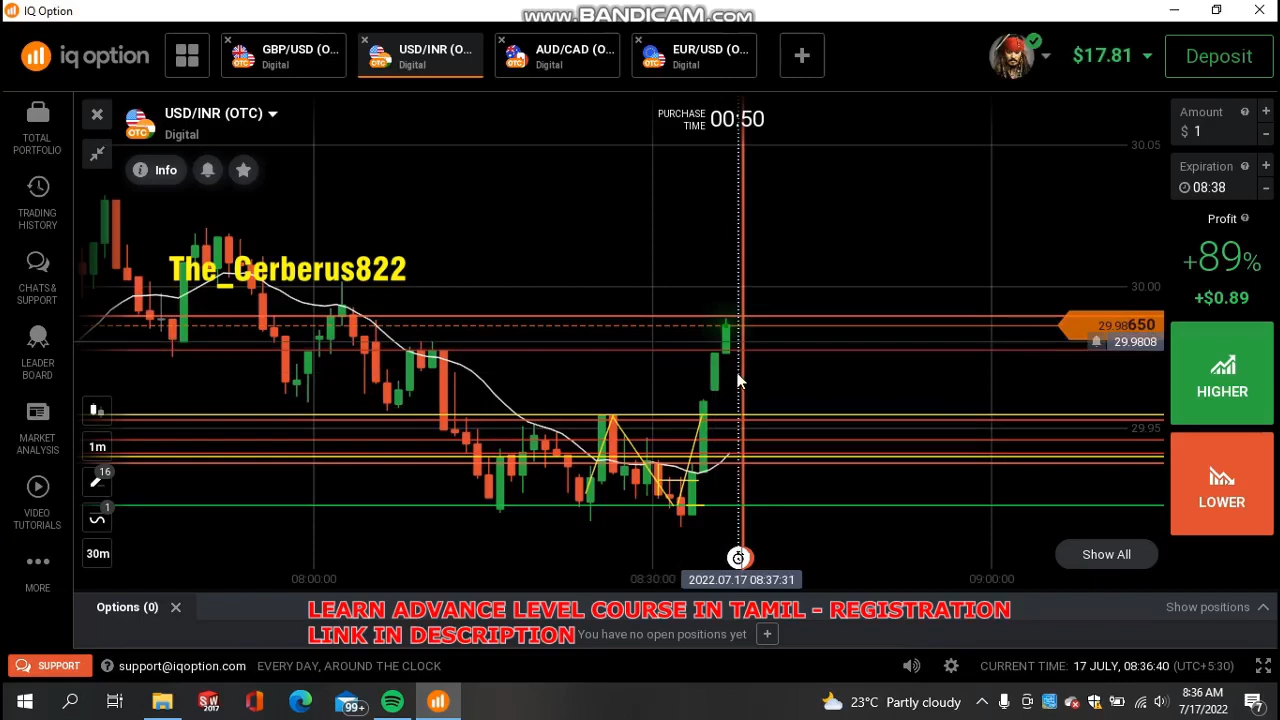 IQ Option
www.BANDICAM.com
iq option
GBP/USD (O...
Digital
USD/INR (O...
Digital
AUD/CAD (O...
Digital
EUR/USD (O...
Digital
$17.81
Deposit
TOTAL
PORTFOLIO
TRADING
HISTORY
CHATS &
SUPPORT
LEADER
BOARD
MARKET
ANALYSIS
VIDEO
TUTORIALS
MORE
USD/INR (OTC)
Digital
Info
PURCHASE
TIME
00:50
The_Cerberus822
30.05
30.00
29.98650
29.9808
29.95
1m
16
1
30m
08:00:00
08:30:00
2022.07.17 08:37:31
09:00:00
Show All
Amount
$ 1
Expiration
08:38
Profit
+89%
+$0.89
HIGHER
LOWER
Options (0)
Show positions
LEARN ADVANCE LEVEL COURSE IN TAMIL - REGISTRATION
LINK IN DESCRIPTION
You have no open positions yet
SUPPORT
support@iqoption.com
EVERY DAY, AROUND THE CLOCK
CURRENT TIME: 17 JULY, 08:36:40 (UTC+5:30)
99+
23°C Partly cloudy
8:36 AM
7/17/2022